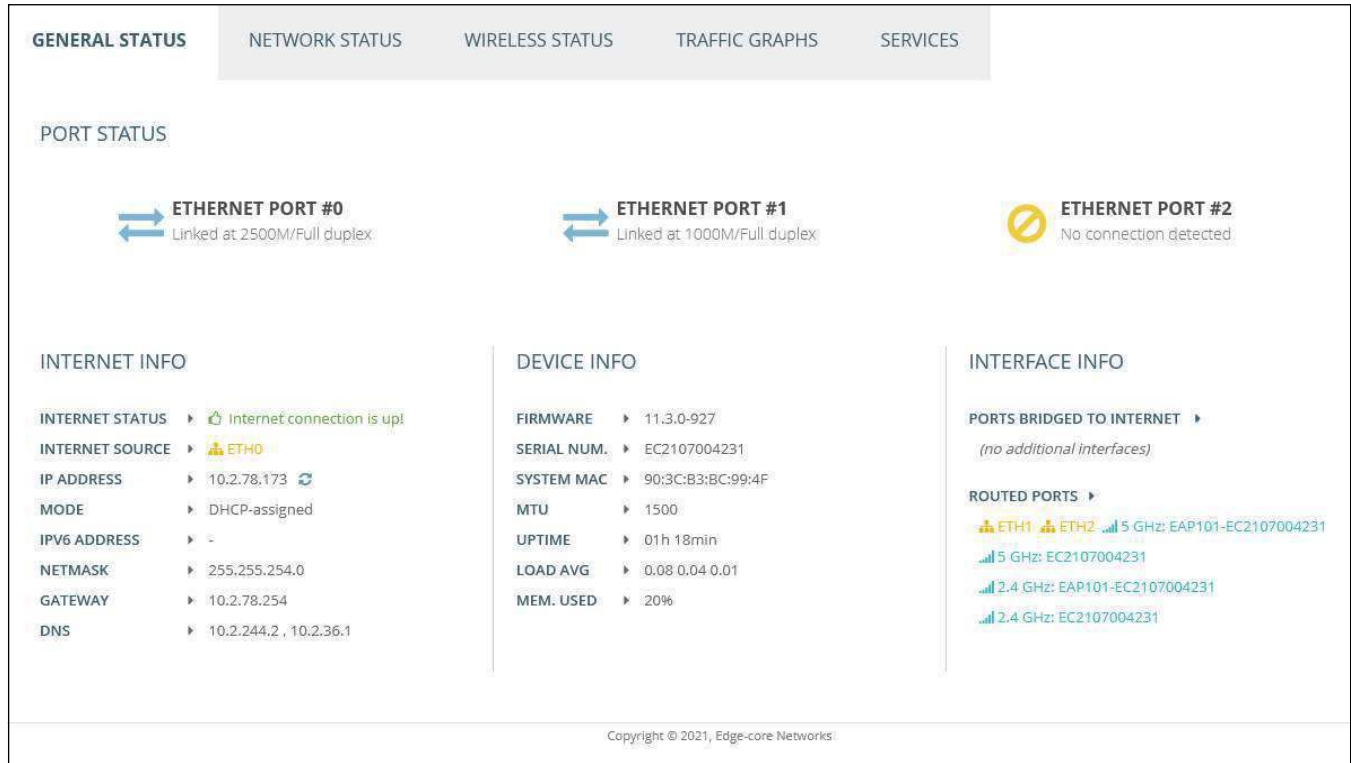 GENERAL STATUS NETWORK STATUS WIRELESS STATUS TRAFFIC GRAPHS SERVICES
PORT STATUS
ETHERNET PORT #0
Linked at 2500M/Full duplex
ETHERNET PORT #1
Linked at 1000M/Full duplex
ETHERNET PORT #2
No connection detected
INTERNET INFO
INTERNET STATUS Internet connection is up!
INTERNET SOURCE ETH0
IP ADDRESS 10.2.78.173
MODE DHCP-assigned
IPV6 ADDRESS -
NETMASK 255.255.254.0
GATEWAY 10.2.78.254
DNS 10.2.244.2 , 10.2.36.1
DEVICE INFO
FIRMWARE 11.3.0-927
SERIAL NUM. EC2107004231
SYSTEM MAC 90:3C:B3:BC:99:4F
MTU 1500
UPTIME 01h 18min
LOAD AVG 0.08 0.04 0.01
MEM. USED 20%
INTERFACE INFO
PORTS BRIDGED TO INTERNET
(no additional interfaces)
ROUTED PORTS
ETH1 ETH2 5 GHz: EAP101-EC2107004231
5 GHz: EC2107004231
2.4 GHz: EAP101-EC2107004231
2.4 GHz: EC2107004231
Copyright © 2021, Edge-core Networks